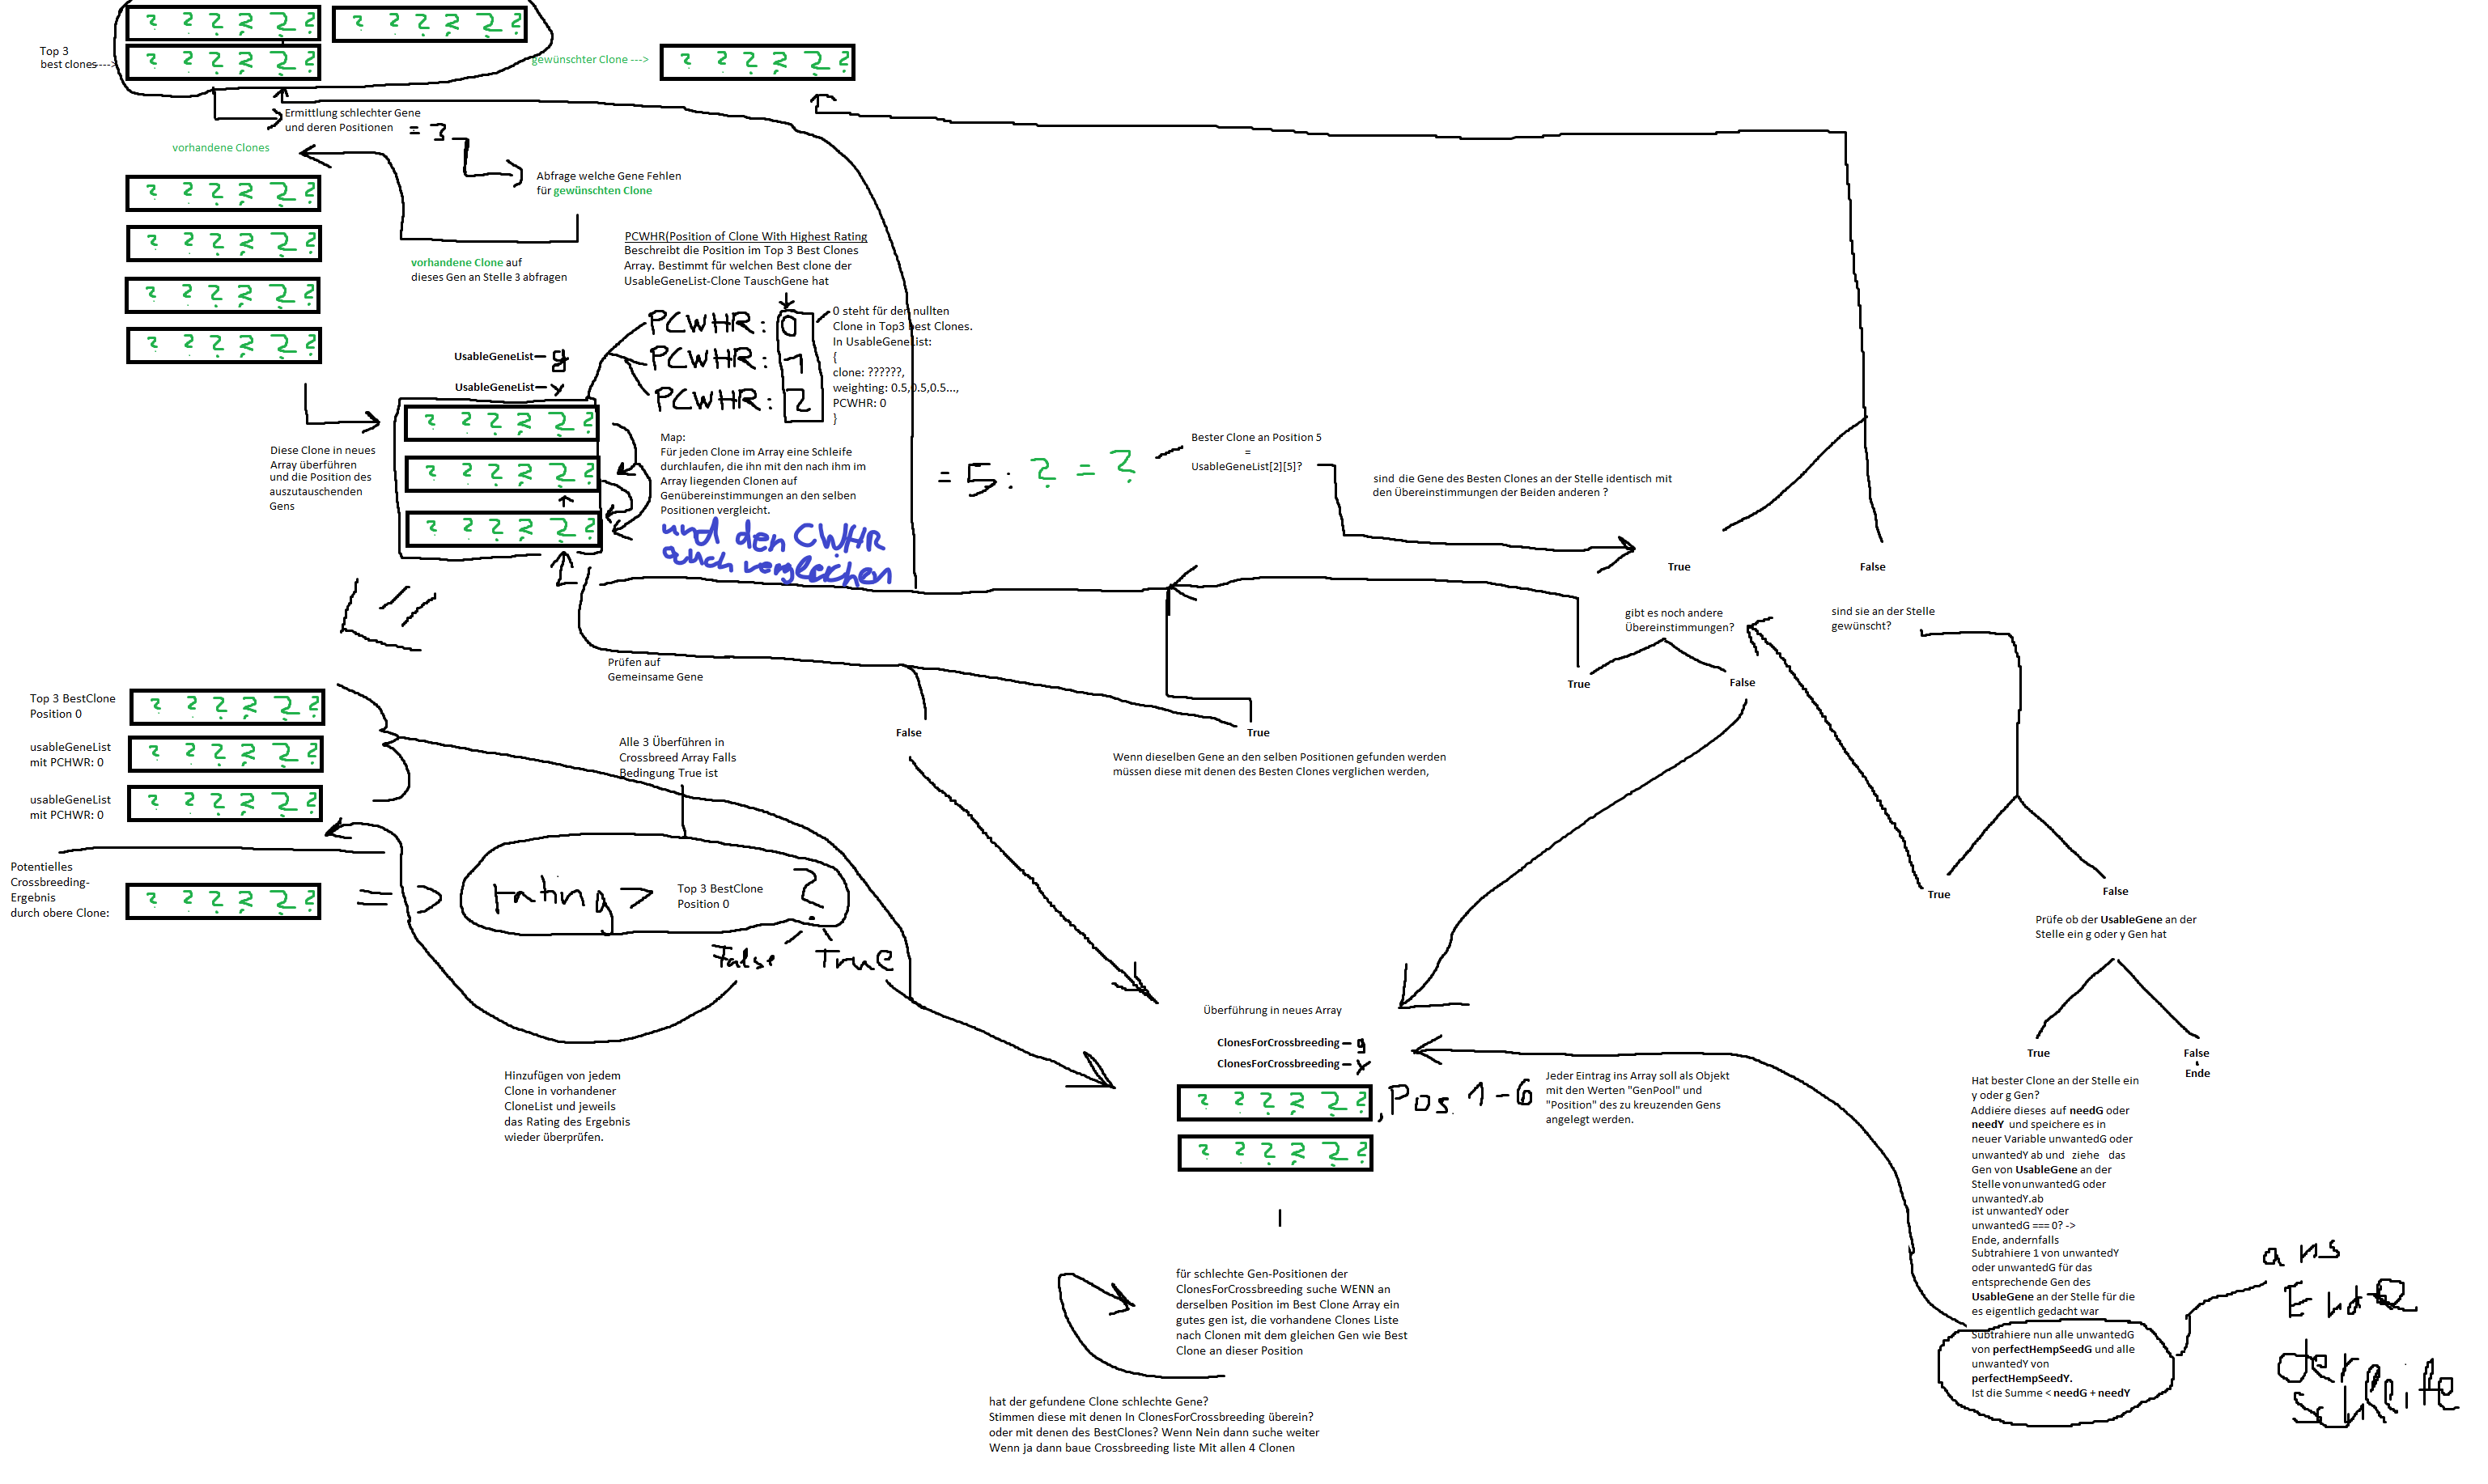 ? ? ? ? ? ?
? ? ? ? ? ?
Top 3
best clones---->
? ? ? ? ? ?
gewünschter Clone --->
? ? ? ? ? ?
Ermittlung schlechter Gene
und deren Positionen
= 3
vorhandene Clones
Abfrage welche Gene Fehlen
für gewünschten Clone
? ? ? ? ? ?
? ? ? ? ? ?
? ? ? ? ? ?
? ? ? ? ? ?
vorhandene Clone auf
dieses Gen an Stelle 3 abfragen
PCWHR(Position of Clone With Highest Rating
Beschreibt die Position im Top 3 Best Clones
Array. Bestimmt für welchen Best clone der
UsableGeneList-Clone TauschGene hat
PCWHR: 0
PCWHR: 1
PCWHR: 2
0 steht für den nullten
Clone in Top3 best Clones.
In UsableGeneList:
{
clone: ??????,
weighting: 0.5,0.5,0.5...,
PCWHR: 0
}
UsableGeneList- g
UsableGeneList- y
? ? ? ? ? ?
? ? ? ? ? ?
? ? ? ? ? ?
Diese Clone in neues
Array überführen
und die Position des
auszutauschenden
Gens
Map:
Für jeden Clone im Array eine Schleife
durchlaufen, die ihn mit den nach ihm im
Array liegenden Clonen auf
Genübereinstimmungen an den selben
Positionen vergleicht.
und den CWHR
auch vergleichen
= 5: ? = ?
Bester Clone an Position 5
=
UsableGeneList[2][5]?
sind die Gene des Besten Clones an der Stelle identisch mit
den Übereinstimmungen der Beiden anderen ?
True
False
gibt es noch andere
Übereinstimmungen?
sind sie an der Stelle
gewünscht?
True
False
Prüfen auf
Gemeinsame Gene
False
True
Wenn dieselben Gene an den selben Positionen gefunden werden
müssen diese mit denen des Besten Clones verglichen werden,
Top 3 BestClone
Position 0
? ? ? ? ? ?
usableGeneList
mit PCHWR: 0
? ? ? ? ? ?
usableGeneList
mit PCHWR: 0
? ? ? ? ? ?
Potentielles
Crossbreeding-
Ergebnis
durch obere Clone:
? ? ? ? ? ?
=>
Alle 3 Überführen in
Crossbreed Array Falls
Bedingung True ist
rating > Top 3 BestClone
Position 0
?
False True
Hinzufügen von jedem
Clone in vorhandener
CloneList und jeweils
das Rating des Ergebnis
wieder überprüfen.
True
False
Prüfe ob der UsableGene an der
Stelle ein g oder y Gen hat
True
False
Ende
Überführung in neues Array
ClonesForCrossbreeding - g
ClonesForCrossbreeding - y
? ? ? ? ? ?
, Pos. 1-6
? ? ? ? ? ?
Jeder Eintrag ins Array soll als Objekt
mit den Werten "GenPool" und
"Position" des zu kreuzenden Gens
angelegt werden.
Hat bester Clone an der Stelle ein
y oder g Gen?
Addiere dieses auf needG oder
needY und speichere es in
neuer Variable unwantedG oder
unwantedY ab und ziehe das
Gen von UsableGene an der
Stelle von unwantedG oder
unwantedY.ab
ist unwantedY oder
unwantedG === 0? ->
Ende, andernfalls
Subtrahiere 1 von unwantedY
oder unwantedG für das
entsprechende Gen des
UsableGene an der Stelle für die
es eigentlich gedacht war
Subtrahiere nun alle unwantedG
von perfectHempSeedG und alle
unwantedY von
perfectHempSeedY.
Ist die Summe < needG + needY
ans
Ende
der
Schleife
für schlechte Gen-Positionen der
ClonesForCrossbreeding suche WENN an
derselben Position im Best Clone Array ein
gutes gen ist, die vorhandene Clones Liste
nach Clonen mit dem gleichen Gen wie Best
Clone an dieser Position
hat der gefundene Clone schlechte Gene?
Stimmen diese mit denen In ClonesForCrossbreeding überein?
oder mit denen des BestClones? Wenn Nein dann suche weiter
Wenn ja dann baue Crossbreeding liste Mit allen 4 Clonen